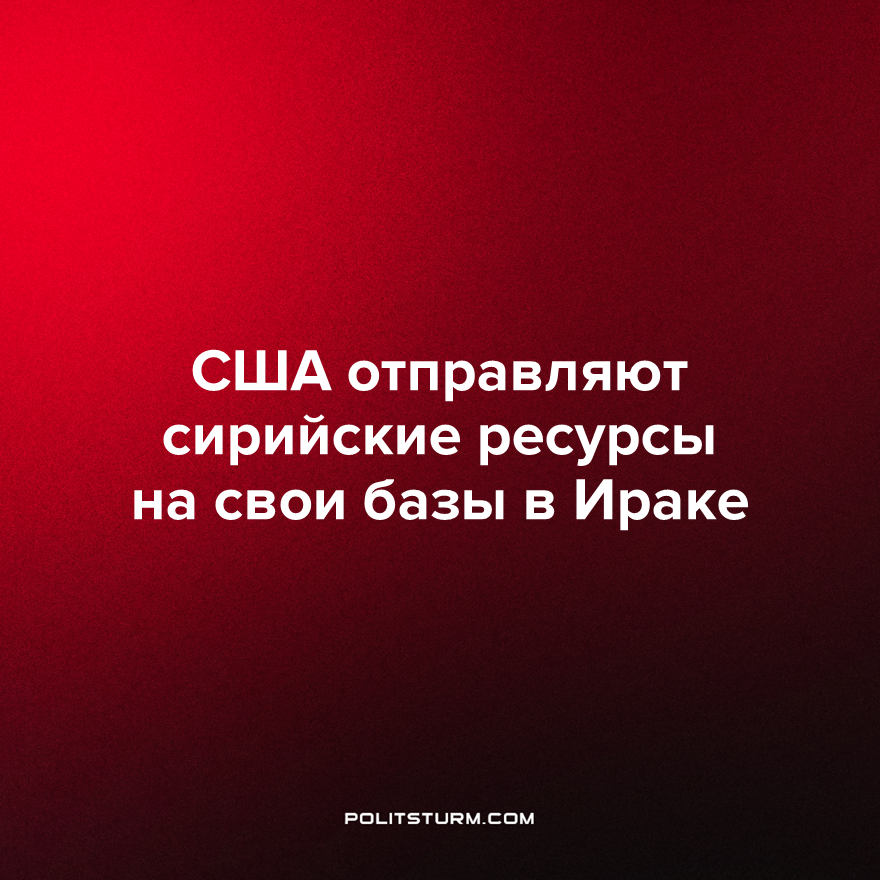 США отправляют
сирийские ресурсы
на свои базы в Ираке
POLITSTURM.COM